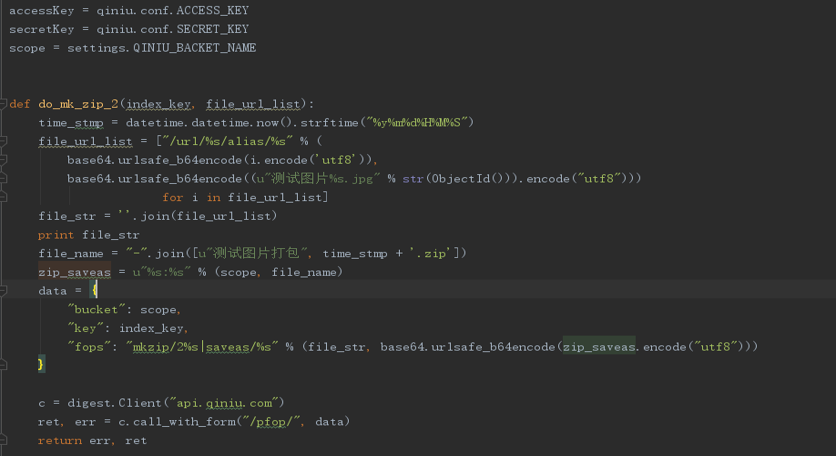 accessKey = qiniu.conf.ACCESS_KEY
secretKey = qiniu.conf.SECRET_KEY
scope = settings.QINIU_BACKET_NAME
def do_mk_zip_2(index_key, file_url_list):
    time_stmp = datetime.datetime.now().strftime("%y%m%d%H%M%S")
    file_url_list = ["/url/%s/alias/%s" % (
        base64.urlsafe_b64encode(i.encode('utf8')),
        base64.urlsafe_b64encode((u"测试图片%s.jpg" % str(ObjectId())).encode("utf8")))
                     for i in file_url_list]
    file_str = ''.join(file_url_list)
    print file_str
    file_name = "-".join([u"测试图片打包", time_stmp + '.zip'])
    zip_saveas = u"%s:%s" % (scope, file_name)
    data = {
        "bucket": scope,
        "key": index_key,
        "fops": "mkzip/2%s|saveas/%s" % (file_str, base64.urlsafe_b64encode(zip_saveas.encode("utf8")))
    }
    c = digest.Client("api.qiniu.com")
    ret, err = c.call_with_form("/pfop/", data)
    return err, ret